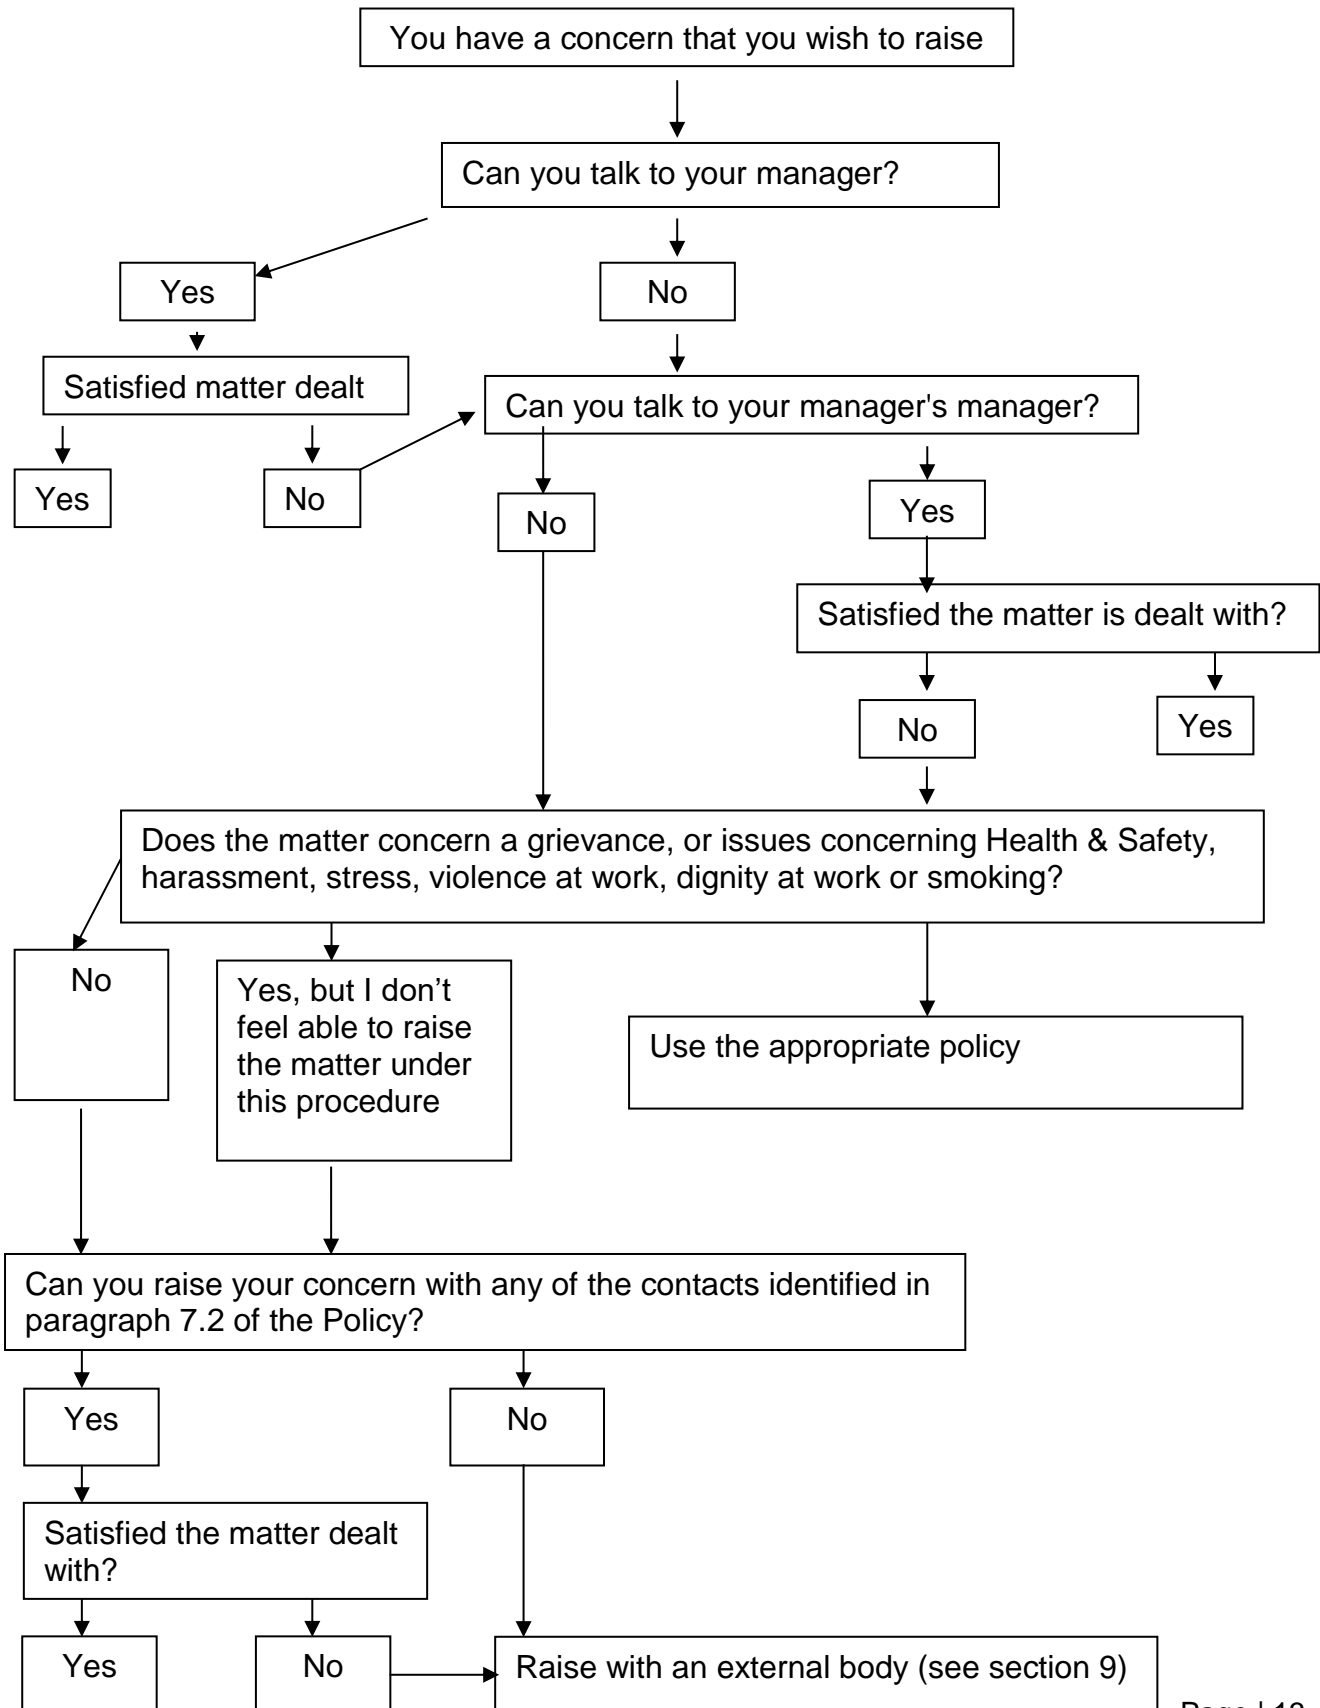 You have a concern that you wish to raise
Can you talk to your manager?
Yes
No
Satisfied matter dealt
Can you talk to your manager's manager?
Yes
No
No
Yes
Satisfied the matter is dealt with?
No
Yes
Does the matter concern a grievance, or issues concerning Health & Safety,
harassment, stress, violence at work, dignity at work or smoking?
No
Yes, but I don’t
feel able to raise
the matter under
this procedure
Use the appropriate policy
Can you raise your concern with any of the contacts identified in
paragraph 7.2 of the Policy?
Yes
No
Satisfied the matter dealt
with?
Yes
No
Raise with an external body (see section 9)